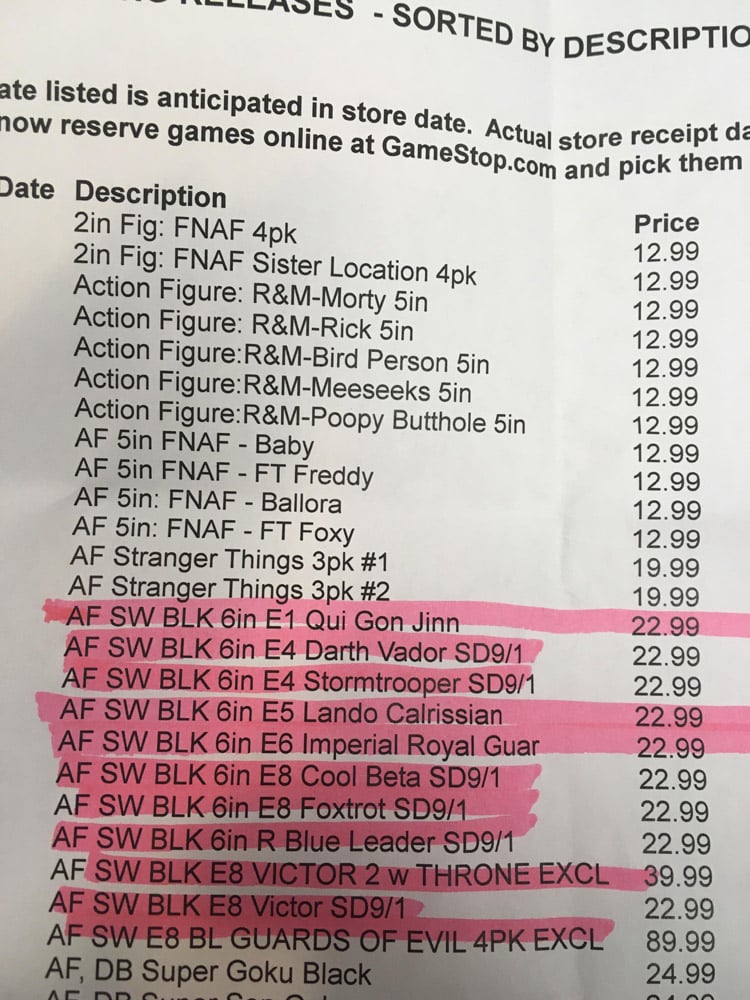 RELEASES - SORTED BY DESCRIPTIO
ate listed is anticipated in store date. Actual store receipt da
now reserve games online at GameStop.com and pick them
Date Description Price
2in Fig: FNAF 4pk 12.99
2in Fig: FNAF Sister Location 4pk 12.99
Action Figure: R&M-Morty 5in 12.99
Action Figure: R&M-Rick 5in 12.99
Action Figure:R&M-Bird Person 5in 12.99
Action Figure:R&M-Meeseeks 5in 12.99
Action Figure:R&M-Poopy Butthole 5in 12.99
AF 5in FNAF - Baby 12.99
AF 5in FNAF - FT Freddy 12.99
AF 5in: FNAF - Ballora 12.99
AF 5in: FNAF - FT Foxy 12.99
AF Stranger Things 3pk #1 19.99
AF Stranger Things 3pk #2 19.99
AF SW BLK 6in E1 Qui Gon Jinn 22.99
AF SW BLK 6in E4 Darth Vador SD9/1 22.99
AF SW BLK 6in E4 Stormtrooper SD9/1 22.99
AF SW BLK 6in E5 Lando Calrissian 22.99
AF SW BLK 6in E6 Imperial Royal Guar 22.99
AF SW BLK 6in E8 Cool Beta SD9/1 22.99
AF SW BLK 6in E8 Foxtrot SD9/1 22.99
AF SW BLK 6in R Blue Leader SD9/1 22.99
AF SW BLK E8 VICTOR 2 w THRONE EXCL 39.99
AF SW BLK E8 Victor SD9/1 22.99
AF SW E8 BL GUARDS OF EVIL 4PK EXCL 89.99
AF, DB Super Goku Black 24.99